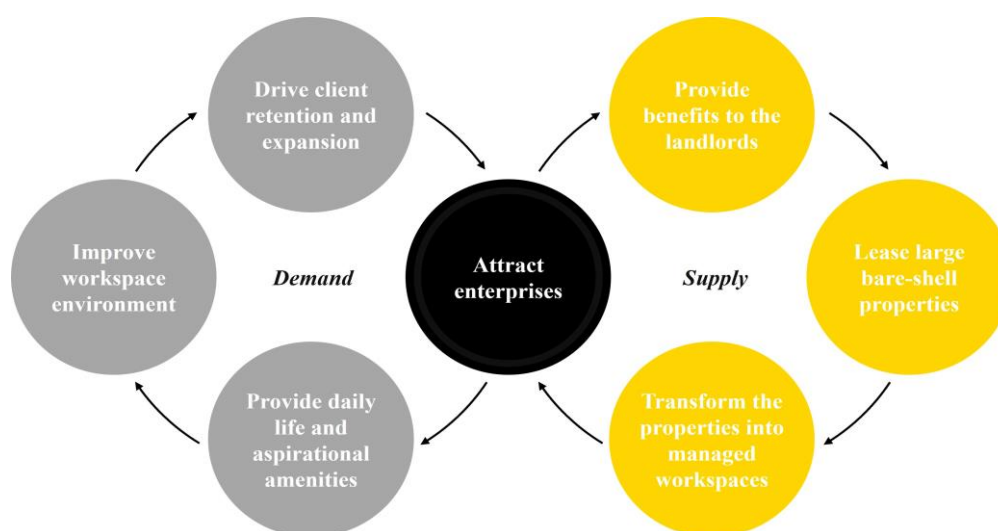 Drive client
retention and
expansion
Provide
benefits to the
landlords
Improve
workspace
environment
Demand
Attract
enterprises
Supply
Lease large
bare-shell
properties
Provide daily
life and
aspirational
amenities
Transform the
properties into
managed
workspaces